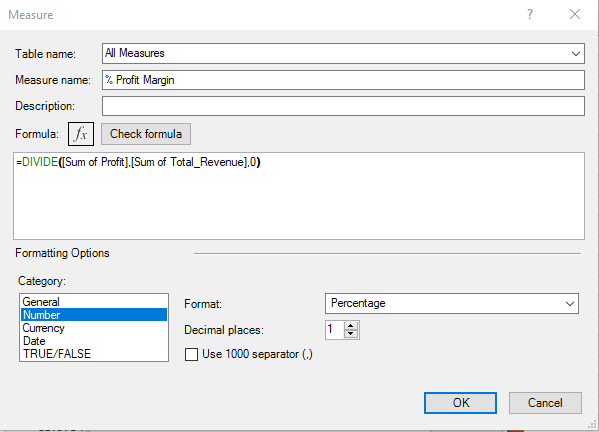 Measure
?
Table name: All Measures
Measure name: % Profit Margin
Description:
Formula: fx Check formula
=DIVIDE([Sum of Profit],[Sum of Total_Revenue],0)
Formatting Options
Category:
General
Number
Currency
Date
TRUE/FALSE
Format: Percentage
Decimal places: 1
Use 1000 separator (,)
OK Cancel